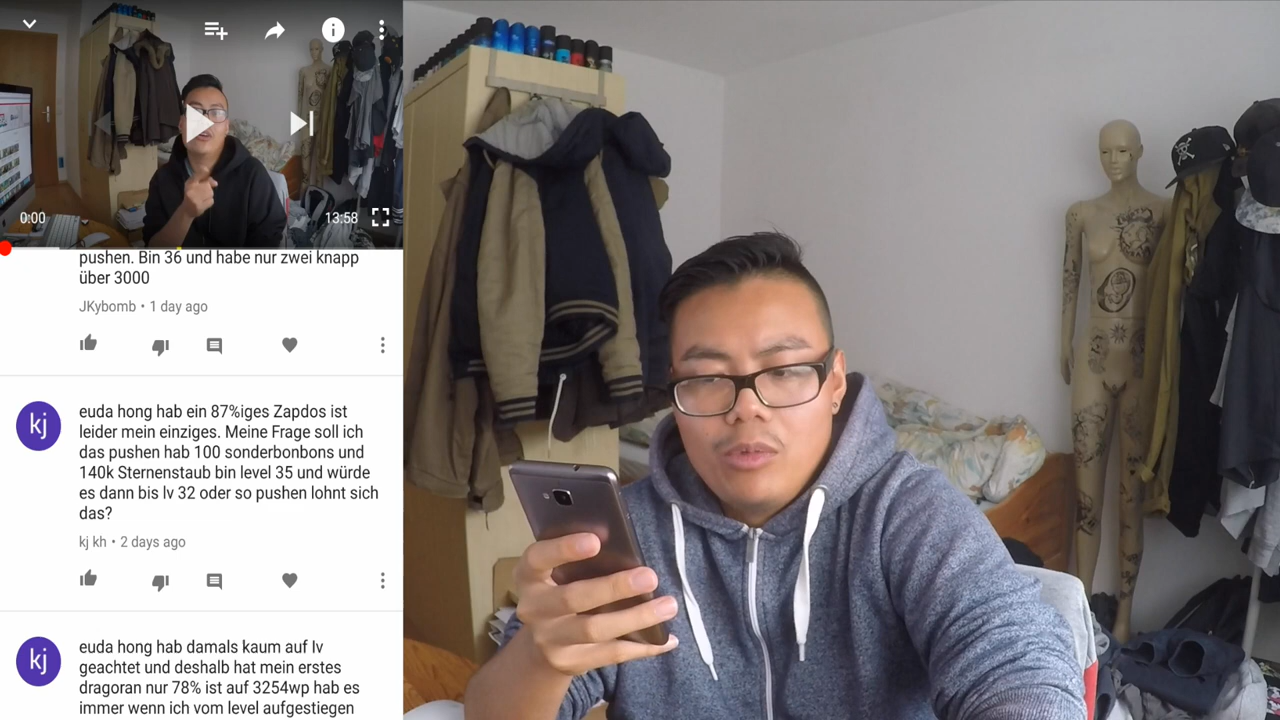 0:00
13:58
pushen. Bin 36 und habe nur zwei knapp
über 3000
JKybomb • 1 day ago
kj
euda hong hab ein 87%iges Zapdos ist
leider mein einziges. Meine Frage soll ich
das pushen hab 100 sonderbonbons und
140k Sternenstaub bin level 35 und würde
es dann bis lv 32 oder so pushen lohnt sich
das?
kj kh • 2 days ago
kj
euda hong hab damals kaum auf Iv
geachtet und deshalb hat mein erstes
dragoran nur 78% ist auf 3254wp hab es
immer wenn ich vom level aufgestiegen